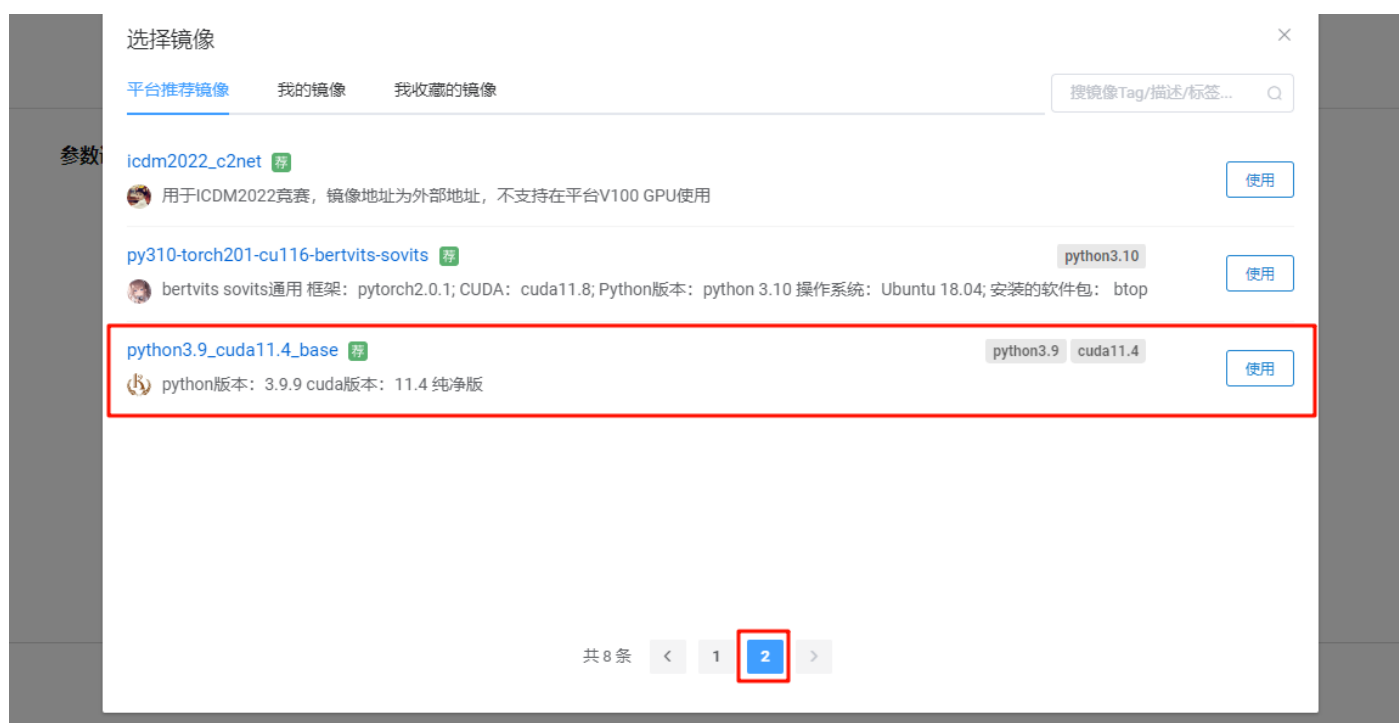 选择镜像
平台推荐镜像 我的镜像 我收藏的镜像 搜镜像Tag/描述/标签...
参数
icdm2022_c2net 荐
用于ICDM2022竞赛，镜像地址为外部地址，不支持在平台V100 GPU使用 使用
py310-torch201-cu116-bertvits-sovits 荐 python3.10
bertvits sovits通用 框架：pytorch2.0.1; CUDA：cuda11.8; Python版本：python 3.10 操作系统：Ubuntu 18.04; 安装的软件包： btop 使用
python3.9_cuda11.4_base 荐 python3.9 cuda11.4
python版本：3.9.9 cuda版本：11.4 纯净版 使用
共 8 条 < 1 2 >